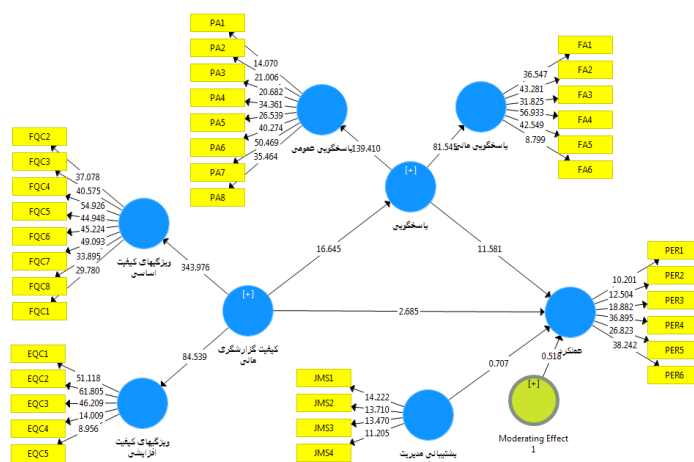 PA1
PA2
PA3
PA4
PA5
PA6
PA7
PA8
14.070
21.006
20.682
34.361
26.539
40.274
50.469
35.464
پاسخگویی عمومی
139.410
FA1
FA2
FA3
FA4
FA5
FA6
36.547
43.281
31.825
56.933
42.549
8.799
پاسخگویی مالی
81.545
[+]
پاسخگویی
FQC2
FQC3
FQC4
FQC5
FQC6
FQC7
FQC8
FQC1
37.078
40.575
54.926
44.948
45.224
49.093
33.895
29.780
ویژگیهای کیفیت
اساسی
343.976
16.645
11.581
[+]
کیفیت گزارشگری
مالی
2.685
84.539
EQC1
EQC2
EQC3
EQC4
EQC5
51.118
61.805
46.209
14.009
8.956
ویژگیهای کیفیت
افزایشی
JMS1
JMS2
JMS3
JMS4
14.222
13.710
13.470
11.205
پشتیبانی مدیریت
0.707
0.518
[+]
Moderating Effect
1
عملکرد
PER1
PER2
PER3
PER4
PER5
PER6
10.201
12.504
18.882
36.895
26.823
38.242